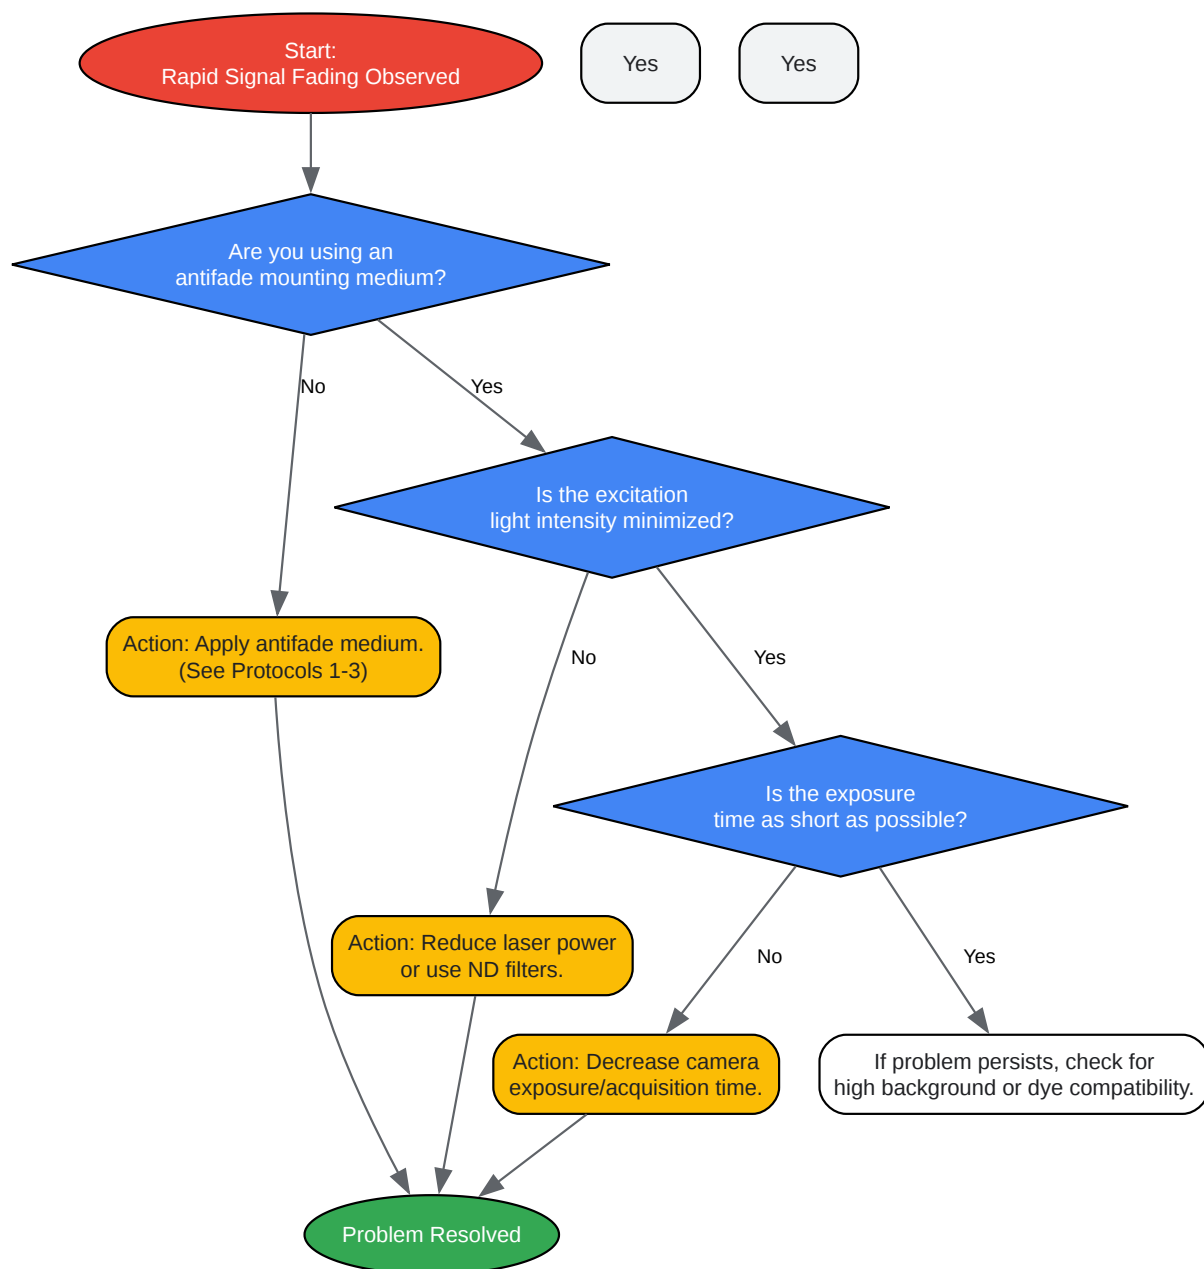 Start:
Rapid Signal Fading Observed
Yes
Yes
Are you using an
antifade mounting medium?
No
Yes
Is the excitation
light intensity minimized?
Action: Apply antifade medium.
(See Protocols 1-3)
No
Yes
Is the exposure
time as short as possible?
Action: Reduce laser power
or use ND filters.
No
Yes
Action: Decrease camera
exposure/acquisition time.
If problem persists, check for
high background or dye compatibility.
Problem Resolved